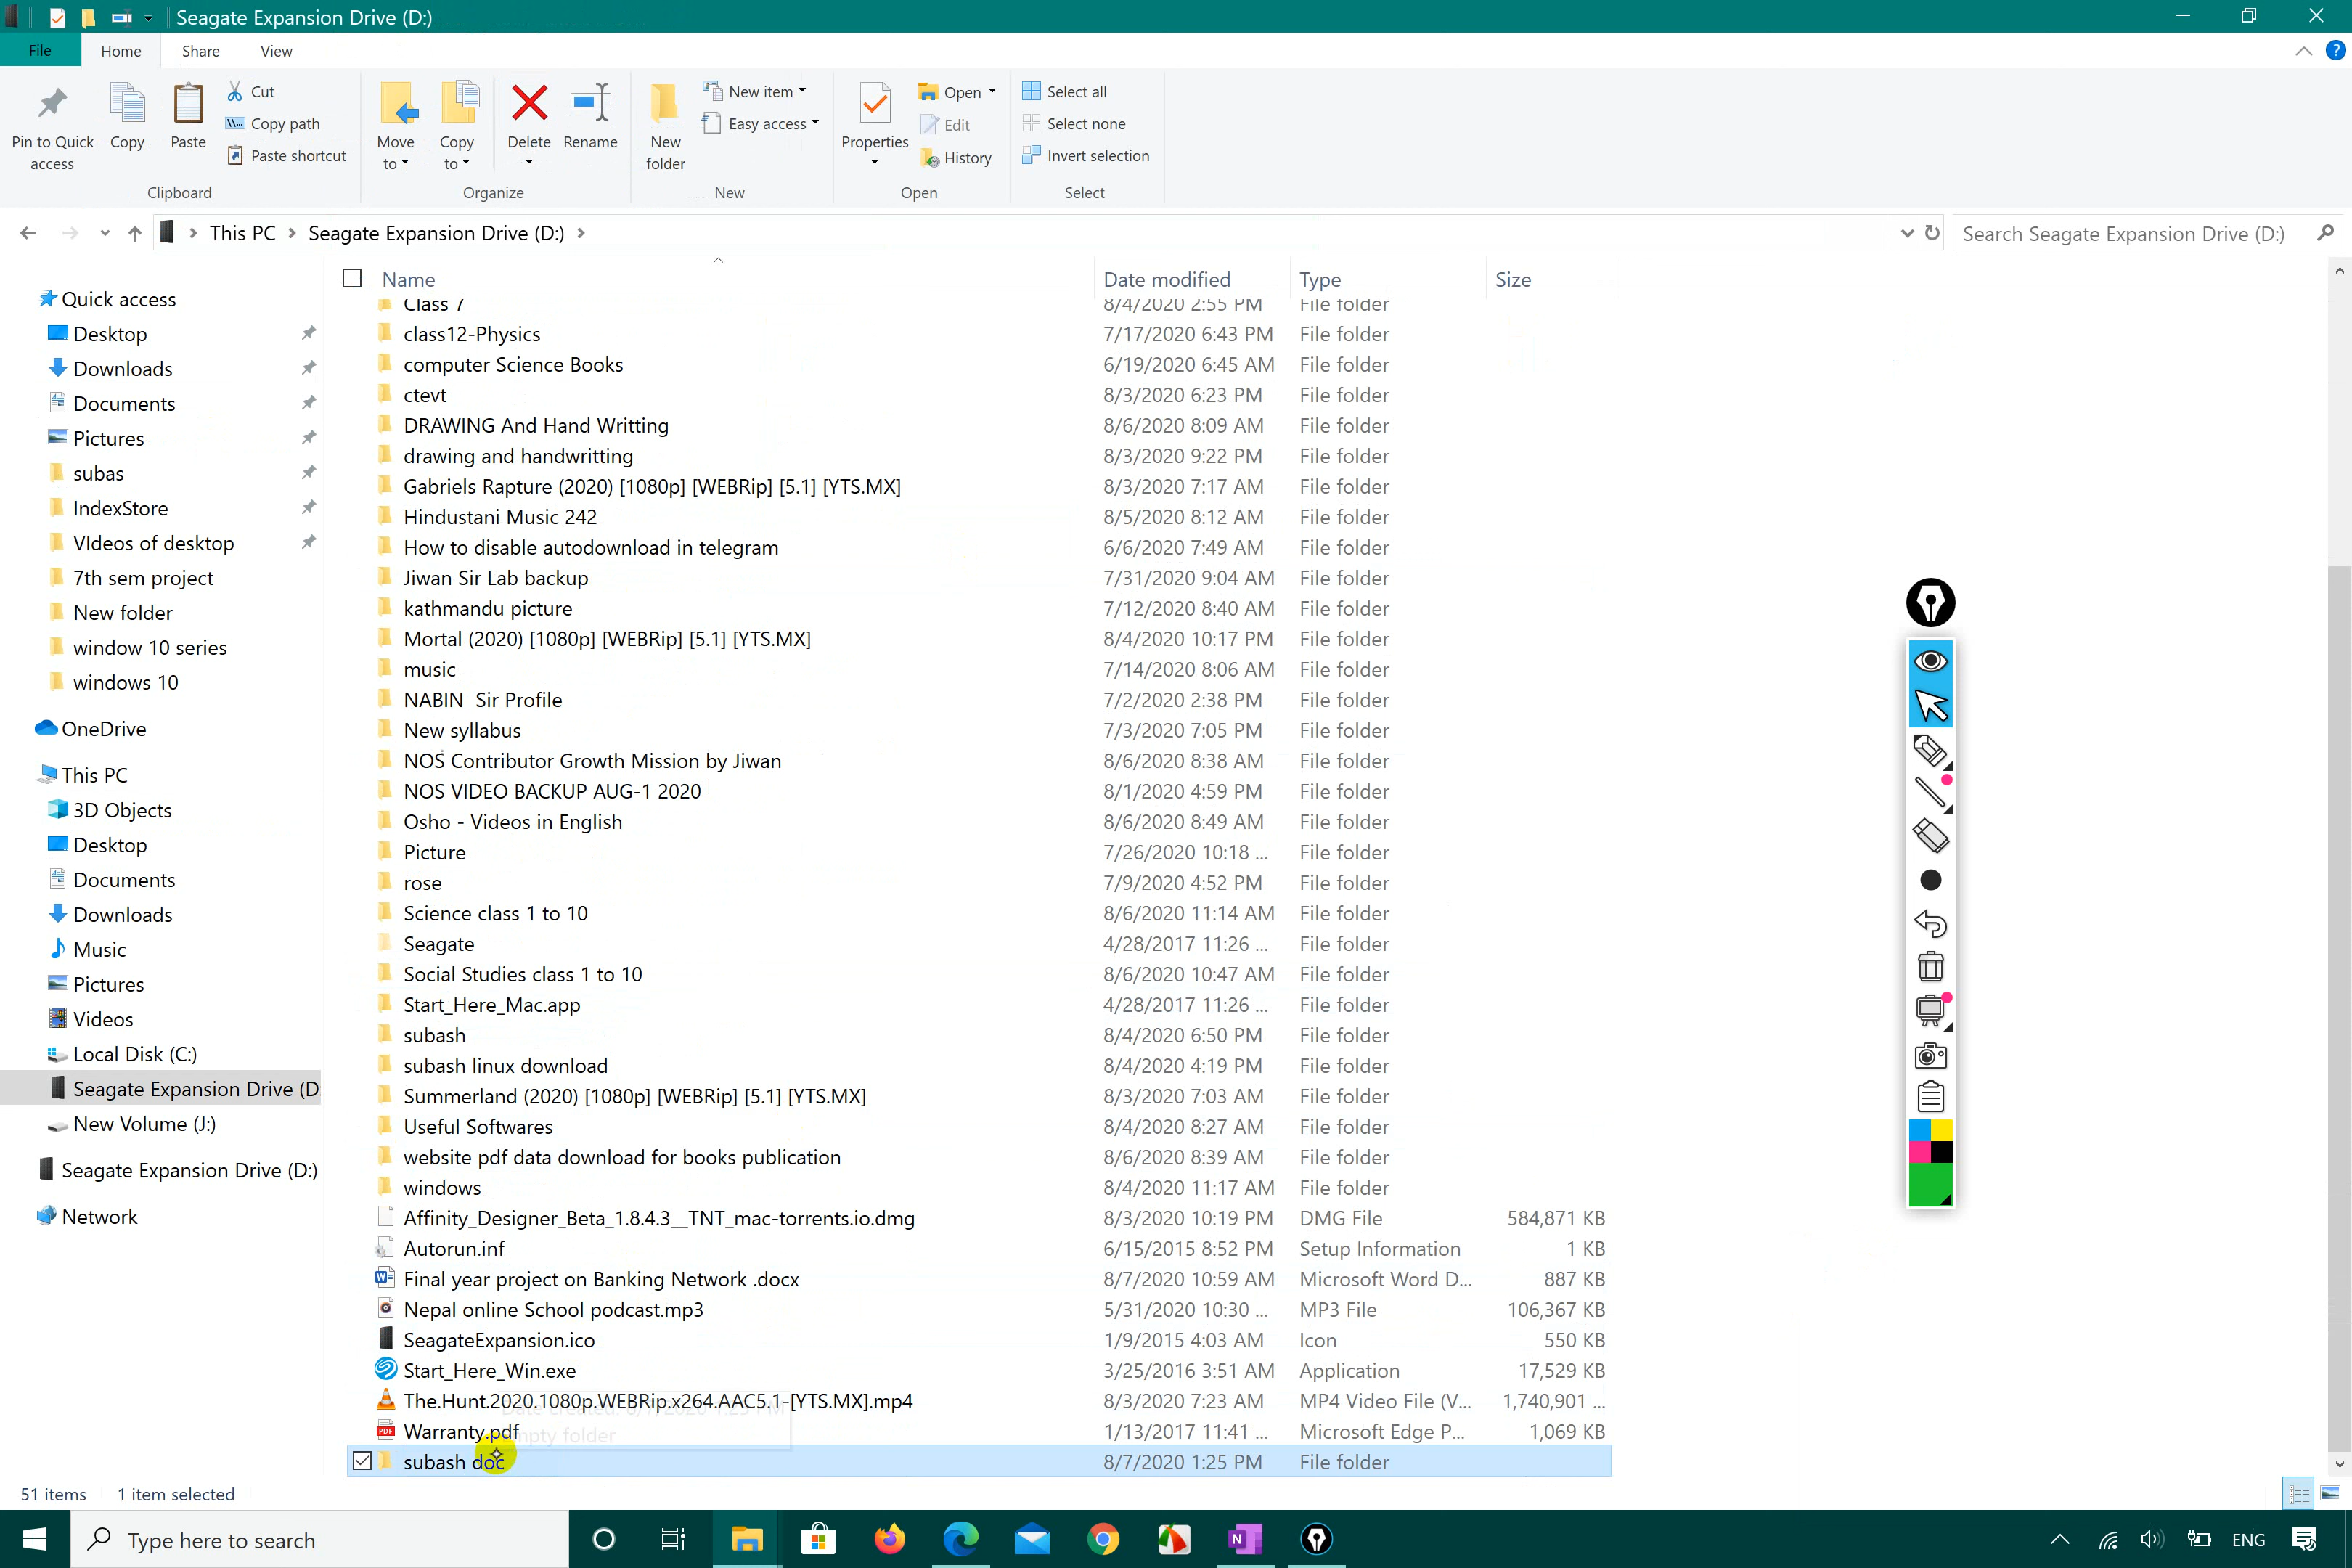 Seagate Expansion Drive (D:)
File Home Share View
Pin to Quick access
Copy
Paste
Cut
Copy path
Paste shortcut
Clipboard
Move to
Copy to
Delete
Rename
Organize
New folder
New item
Easy access
New
Properties
Open
Edit
History
Open
Select all
Select none
Invert selection
Select
This PC > Seagate Expansion Drive (D:) >
Search Seagate Expansion Drive (D:)
Quick access
Desktop
Downloads
Documents
Pictures
subas
IndexStore
VIdeos of desktop
7th sem project
New folder
window 10 series
windows 10
OneDrive
This PC
3D Objects
Desktop
Documents
Downloads
Music
Pictures
Videos
Local Disk (C:)
Seagate Expansion Drive (D
New Volume (J:)
Seagate Expansion Drive (D:)
Network
Name Date modified Type Size
Class 7 8/4/2020 2:55 PM File folder
class12-Physics 7/17/2020 6:43 PM File folder
computer Science Books 6/19/2020 6:45 AM File folder
ctevt 8/3/2020 6:23 PM File folder
DRAWING And Hand Writting 8/6/2020 8:09 AM File folder
drawing and handwritting 8/3/2020 9:22 PM File folder
Gabriels Rapture (2020) [1080p] [WEBRip] [5.1] [YTS.MX] 8/3/2020 7:17 AM File folder
Hindustani Music 242 8/5/2020 8:12 AM File folder
How to disable autodownload in telegram 6/6/2020 7:49 AM File folder
Jiwan Sir Lab backup 7/31/2020 9:04 AM File folder
kathmandu picture 7/12/2020 8:40 AM File folder
Mortal (2020) [1080p] [WEBRip] [5.1] [YTS.MX] 8/4/2020 10:17 PM File folder
music 7/14/2020 8:06 AM File folder
NABIN  Sir Profile 7/2/2020 2:38 PM File folder
New syllabus 7/3/2020 7:05 PM File folder
NOS Contributor Growth Mission by Jiwan 8/6/2020 8:38 AM File folder
NOS VIDEO BACKUP AUG-1 2020 8/1/2020 4:59 PM File folder
Osho - Videos in English 8/6/2020 8:49 AM File folder
Picture 7/26/2020 10:18 ... File folder
rose 7/9/2020 4:52 PM File folder
Science class 1 to 10 8/6/2020 11:14 AM File folder
Seagate 4/28/2017 11:26 ... File folder
Social Studies class 1 to 10 8/6/2020 10:47 AM File folder
Start_Here_Mac.app 4/28/2017 11:26 ... File folder
subash 8/4/2020 6:50 PM File folder
subash linux download 8/4/2020 4:19 PM File folder
Summerland (2020) [1080p] [WEBRip] [5.1] [YTS.MX] 8/3/2020 7:03 AM File folder
Useful Softwares 8/4/2020 8:27 AM File folder
website pdf data download for books publication 8/6/2020 8:39 AM File folder
windows 8/4/2020 11:17 AM File folder
Affinity_Designer_Beta_1.8.4.3__TNT_mac-torrents.io.dmg 8/3/2020 10:19 PM DMG File 584,871 KB
Autorun.inf 6/15/2015 8:52 PM Setup Information 1 KB
Final year project on Banking Network .docx 8/7/2020 10:59 AM Microsoft Word D... 887 KB
Nepal online School podcast.mp3 5/31/2020 10:30 ... MP3 File 106,367 KB
SeagateExpansion.ico 1/9/2015 4:03 AM Icon 550 KB
Start_Here_Win.exe 3/25/2016 3:51 AM Application 17,529 KB
The.Hunt.2020.1080p.WEBRip.x264.AAC5.1-[YTS.MX].mp4 8/3/2020 7:23 AM MP4 Video File (V... 1,740,901 ...
Warranty.pdf 1/13/2017 11:41 ... Microsoft Edge P... 1,069 KB
subash doc 8/7/2020 1:25 PM File folder
51 items 1 item selected
Type here to search
ENG